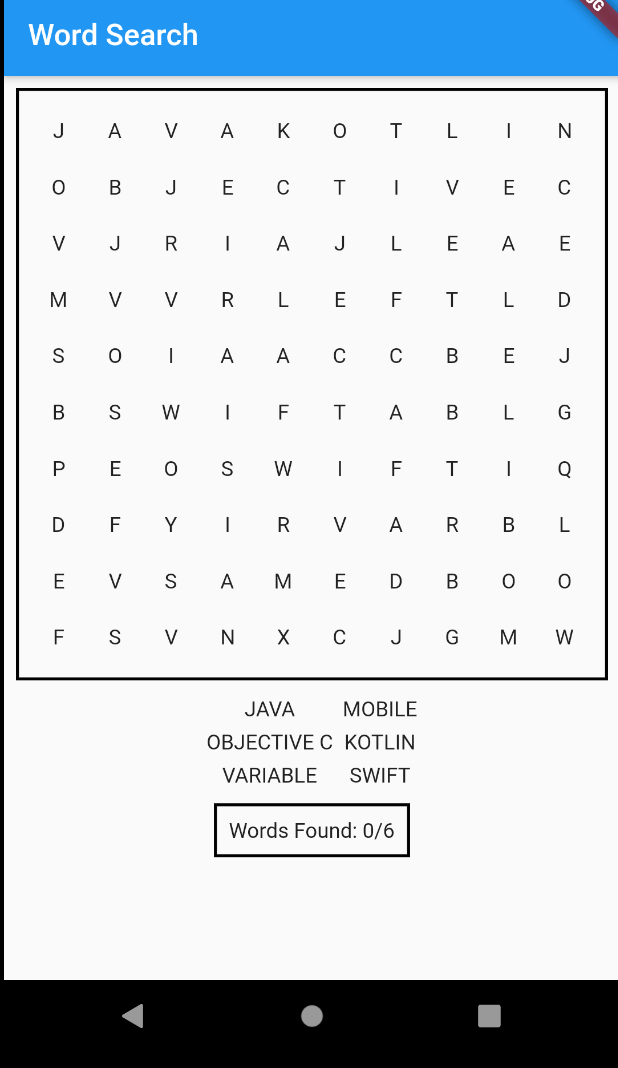 Word Search
J A V A K O T L I N
O B J E C T I V E C
V J R I A J L E A E
M V V R L E F T L D
S O I A A C C B E J
B S W I F T A B L G
P E O S W I F T I Q
D F Y I R V A R B L
E V S A M E D B O O
F S V N X C J G M W
JAVA MOBILE
OBJECTIVE C KOTLIN
VARIABLE SWIFT
Words Found: 0/6